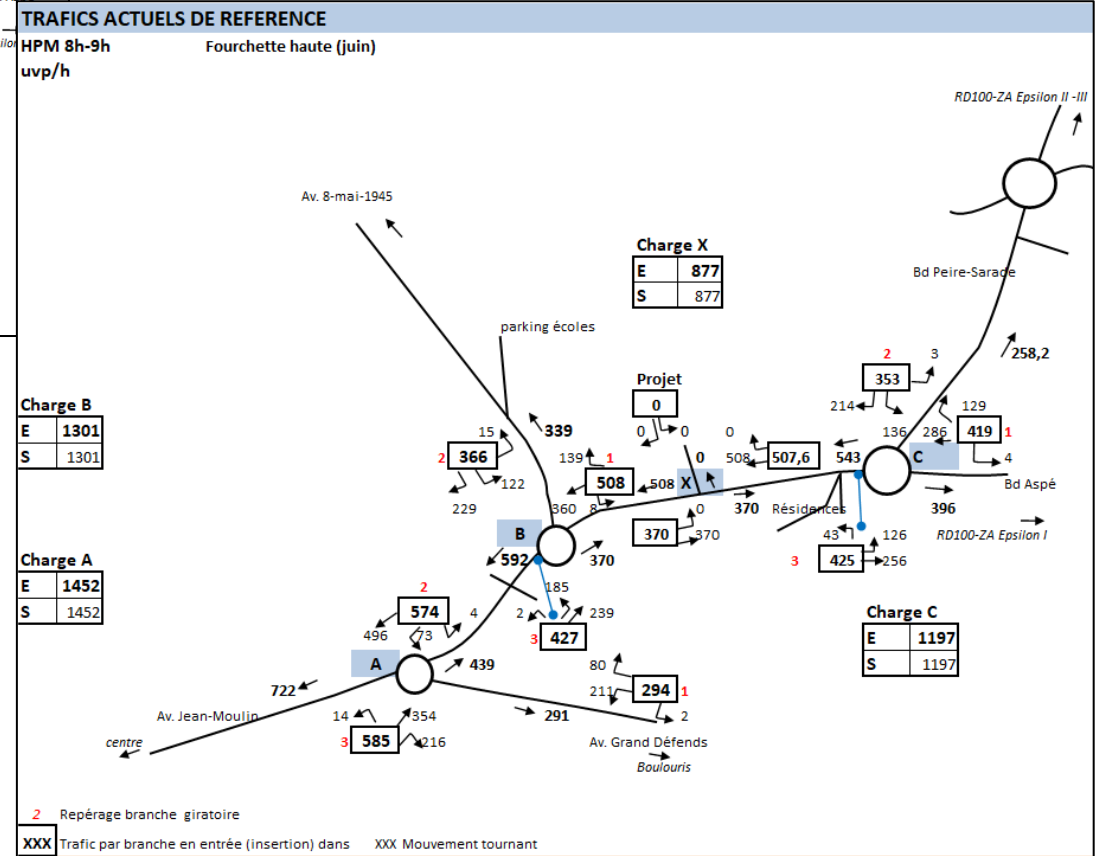 TRAFICS ACTUELS DE REFERENCE
HPM 8h-9h Fourchette haute (juin)
uvp/h
RD100-ZA Epsilon II -III
Av. 8-mai-1945
Charge X
E 877
S 877
Bd Peire-Sarade
parking écoles
258,2
2 3
353
Projet
0
214 129
Charge B
E 1301
S 1301
15 339
2 366
139 1
0 0 0
136 286 419 1
508 507,6 543 C
4
122
508
508 X 0
Bd Aspé
229 360 8
0 370 Résidences 396
B
370 370
43 126 RD100-ZA Epsilon I
592 370
3 425 256
Charge A
E 1452
S 1452
2 185
574 4 2 239
496 73
3 427
Charge C
E 1197
S 1197
A 439
80
722
211 294 1
Av. Jean-Moulin 14 354 291 2
centre
3 585 216
Av. Grand Défends
Boulouris
2 Repérage branche giratoire
XXX Trafic par branche en entrée (insertion) dans XXX Mouvement tournant